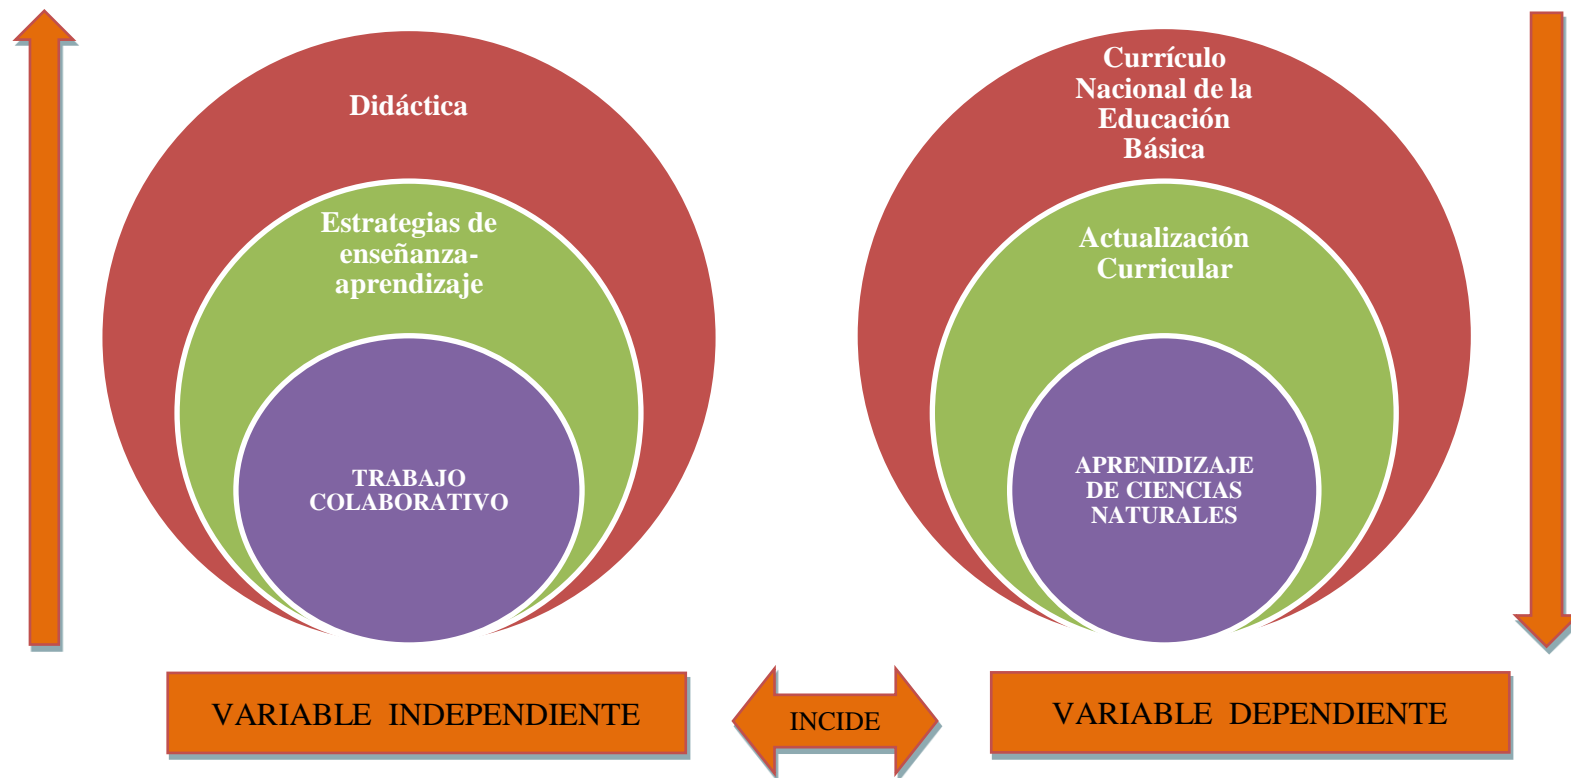 Didáctica
Estrategias de
enseñanza-
aprendizaje
TRABAJO
COLABORATIVO
Currículo
Nacional de la
Educación
Básica
Actualización
Curricular
APRENIDIZAJE
DE CIENCIAS
NATURALES
VARIABLE INDEPENDIENTE
INCIDE
VARIABLE DEPENDIENTE